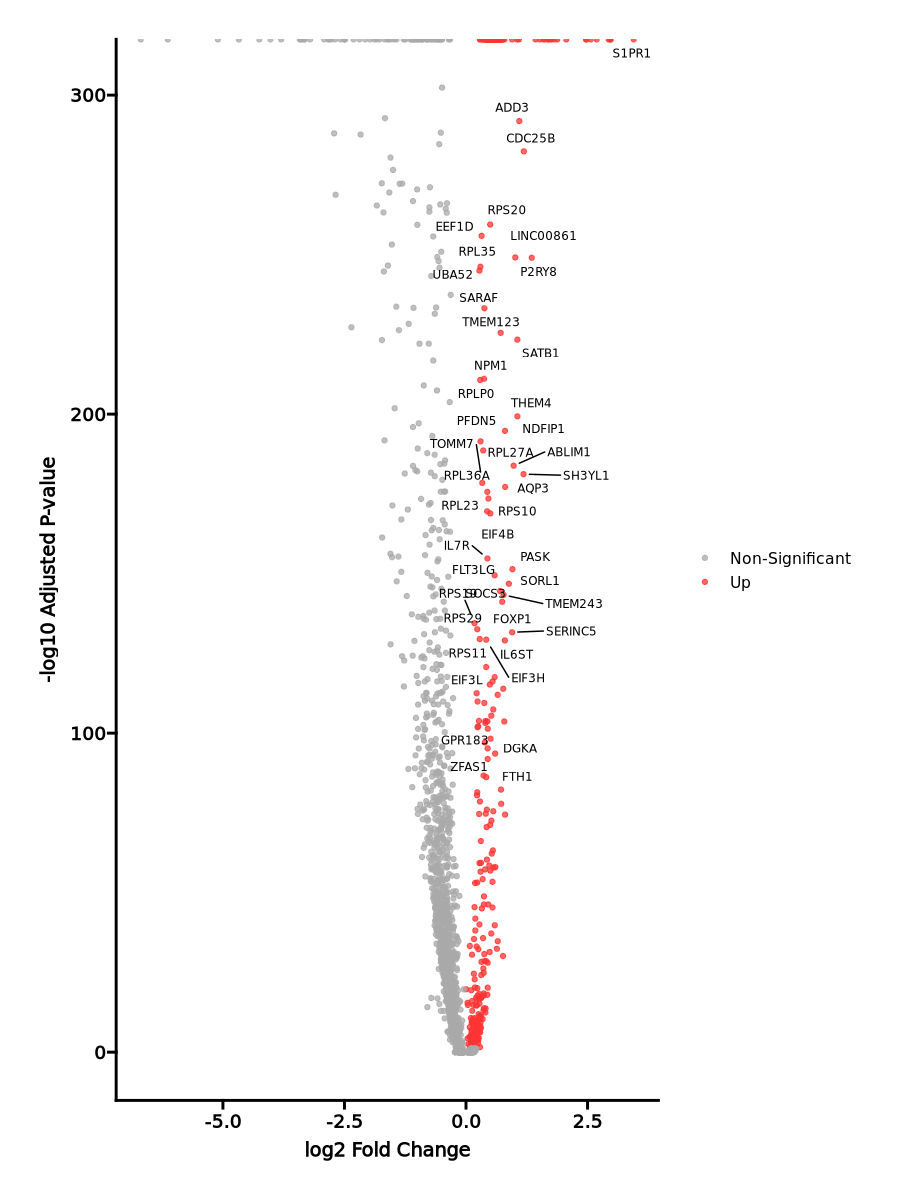 S1PR1
300
ADD3
CDC25B
RPS20
EEF1D
LINC00861
RPL35
UBA52
P2RY8
SARAF
TMEM123
SATB1
NPM1
RPLP0
THEM4
200
PFDN5
NDFIP1
TOMM7
RPL27A
ABLIM1
RPL36A
SH3YL1
AQP3
RPL23
RPS10
EIF4B
IL7R
PASK
FLT3LG
SORL1
RPS19
SOCS3
TMEM243
RPS29
FOXP1
SERINC5
RPS11
IL6ST
EIF3L
EIF3H
100
GPR183
DGKA
ZFAS1
FTH1
0
-log10 Adjusted P-value
-5.0
-2.5
0.0
2.5
log2 Fold Change
Non-Significant
Up